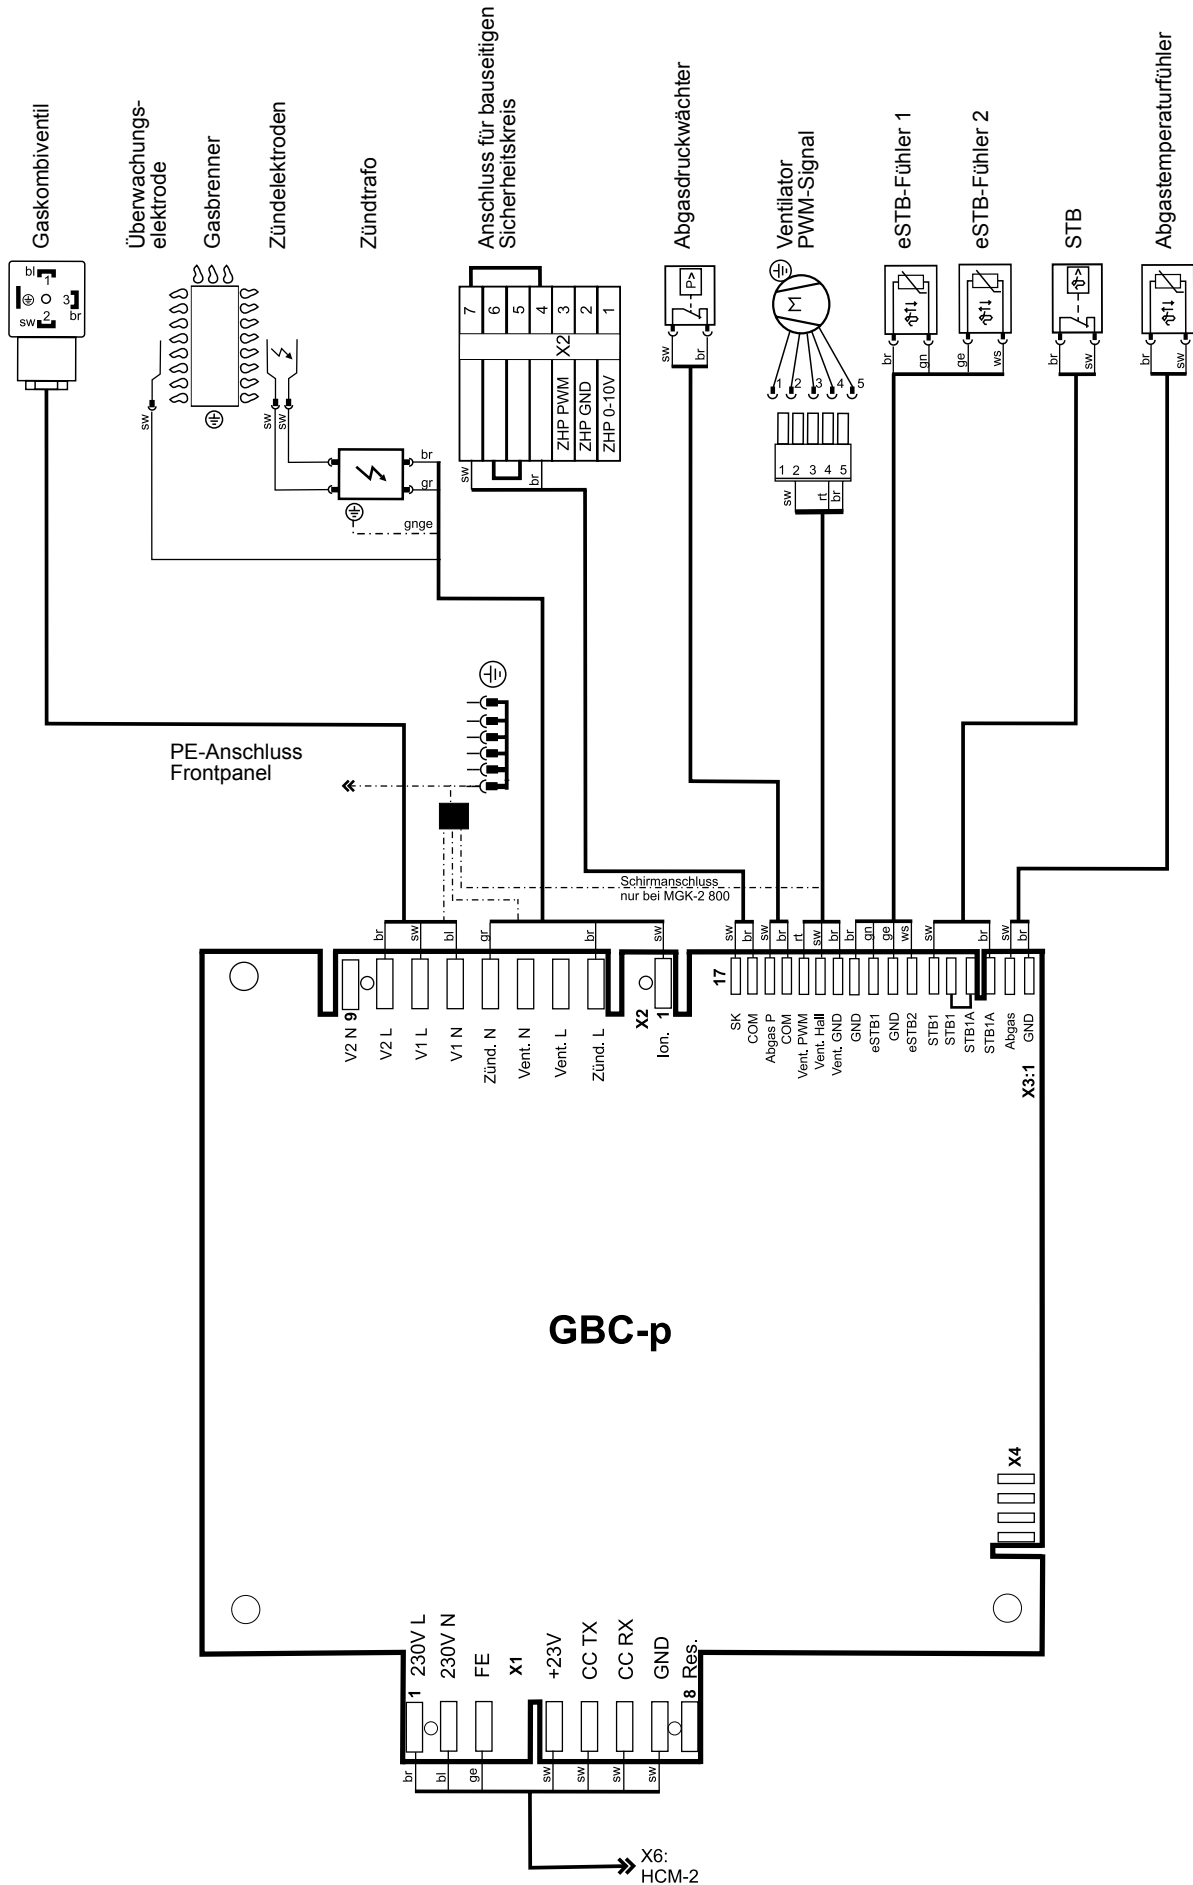 Gaskombiventil
Überwachungs-
elektrode
Gasbrenner
Zündelektroden
Zündtrafo
Anschluss für bauseitigen
Sicherheitskreis
Abgasdruckwächter
Ventilator
PWM-Signal
eSTB-Fühler 1
eSTB-Fühler 2
STB
Abgastemperaturfühler
bl
1
3
br
2
sw
sw
sw
sw
br
gr
gnge
7
6
5
4
3
2
1
X2
ZHP PWM
ZHP GND
ZHP 0-10V
sw
br
P>
sw
br
M
1
2
3
4
5
1 2 3 4 5
sw
rt
br
ϑ
br
gn
ϑ
ge
ws
ϑ>
br
sw
ϑ
br
sw
PE-Anschluss
Frontpanel
Schirmanschluss
nur bei MGK-2 800
br
sw
bl
gr
br
sw
sw
br
sw
br
rt
sw
br
br
gn
ge
ws
sw
br
sw
br
V2 N 9
V2 L
V1 L
V1 N
Zünd. N
Vent. N
Vent. L
Zünd. L
X2
Ion. 1
17
SK
COM
Abgas P
COM
Vent. PWM
Vent. Hall
Vent. GND
GND
eSTB1
GND
eSTB2
STB1
STB1
STB1A
STB1A
Abgas
GND
X3:1
GBC-p
X4
1 230V L
230V N
FE
X1
+23V
CC TX
CC RX
GND
8 Res.
br
bl
ge
sw
sw
sw
sw
X6:
HCM-2